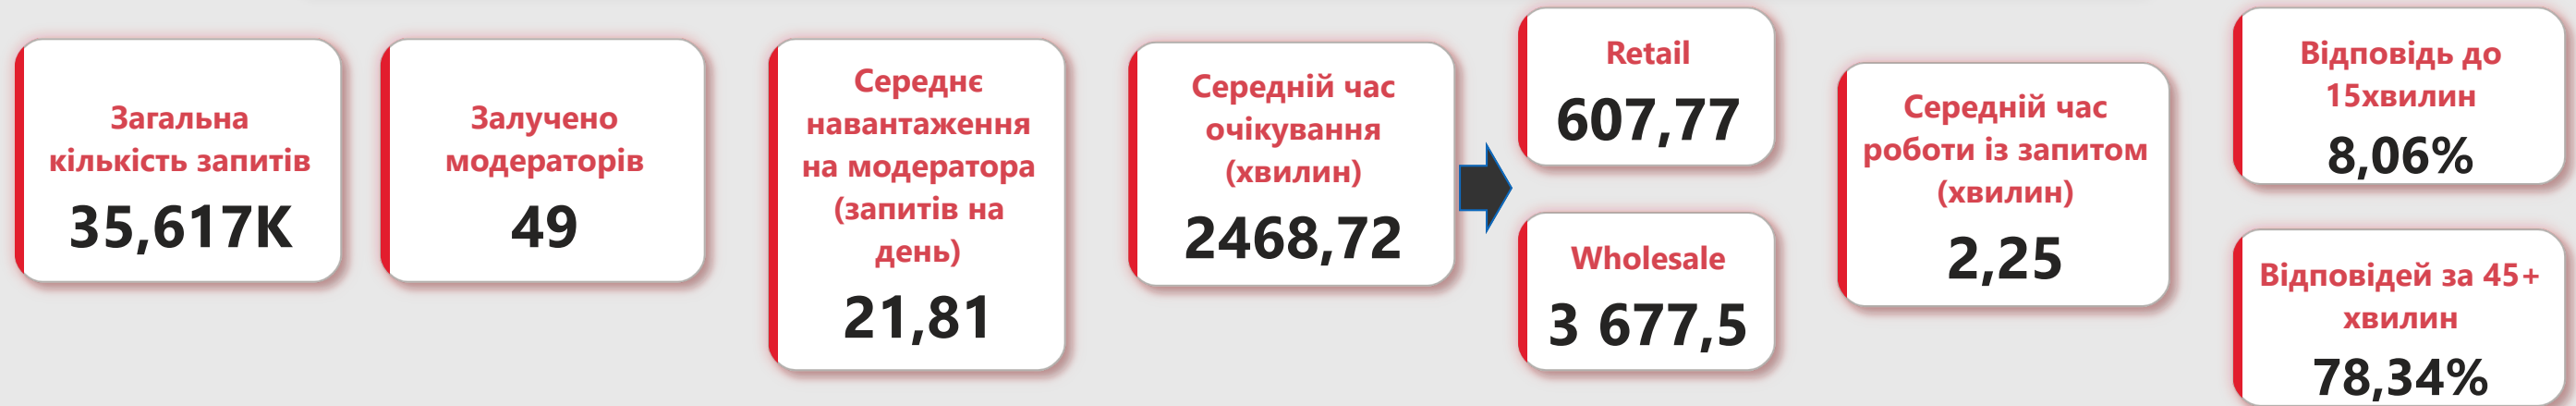 Загальна
кількість запитів
35,617K
Залучено
модераторів
49
Середнє
навантаження
на модератора
(запитів на
день)
21,81
Середній час
очікування
(хвилин)
2468,72
Retail
607,77
Wholesale
3 677,5
Середній час
роботи із запитом
(хвилин)
2,25
Відповідь до
15хвилин
8,06%
Відповідей за 45+
хвилин
78,34%